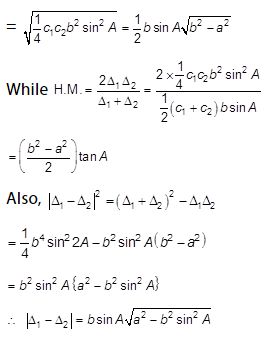 = √(1/4 c₁c₂b² sin² A) = 1/2 b sin A√(b² − a²)
While H.M. = 2Δ₁ Δ₂/(Δ₁ + Δ₂) = (2 × 1/4 c₁c₂b² sin² A)/(1/2 (c₁ + c₂) b sin A)
= ((b² − a²)/2) tan A
Also, |Δ₁ − Δ₂|² = (Δ₁ + Δ₂)² − Δ₁Δ₂
= 1/4 b⁴ sin² 2A − b² sin² A(b² − a²)
= b² sin² A{a² − b² sin² A}
∴ |Δ₁ − Δ₂| = b sin A√(a² − b² sin² A)